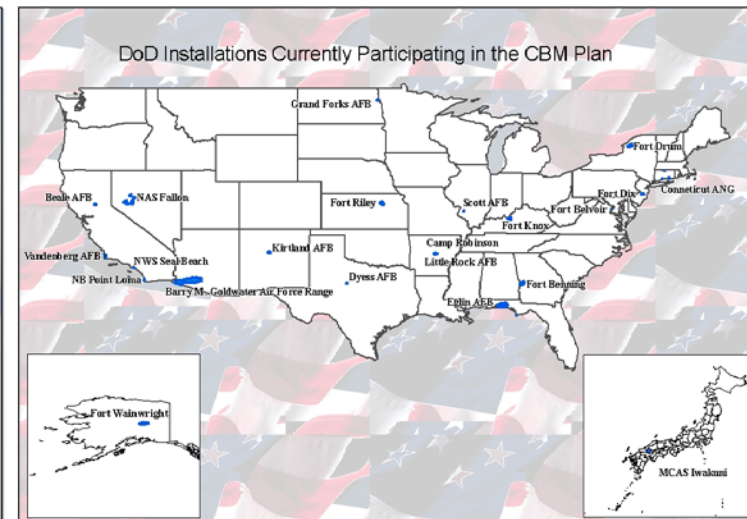 DoD Installations Currently Participating in the CBM Plan
Grand Forks AFB
Fort Drum
Beale AFB
NAS Fallon
Fort Riley
Scott AFB
Fort Dix
Conneticut ANG
Fort Belvoir
Fort Knox
Vandenberg AFB
NWS Seal Beach
Kirtland AFB
Camp Robinson
Little Rock AFB
NB Point Loma
Barry M. Goldwater Air Force Range
Dyess AFB
Fort Benning
Eglin AFB
Fort Wainwright
MCAS Iwakuni